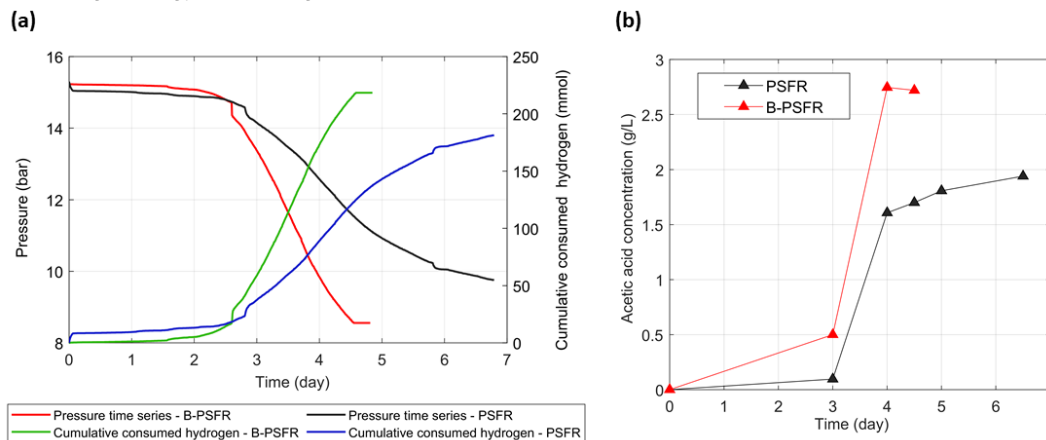 (a)
(b)
16
14
12
10
8
Pressure (bar)
250
200
150
100
50
0
Cumulative consumed hydrogen (mmol)
0 1 2 3 4 5 6 7
Time (day)
Pressure time series - B-PSFR
Pressure time series - PSFR
Cumulative consumed hydrogen - B-PSFR
Cumulative consumed hydrogen - PSFR
3
2.5
2
1.5
1
0.5
0
Acetic acid concentration (g/L)
PSFR
B-PSFR
0 1 2 3 4 5 6
Time (day)